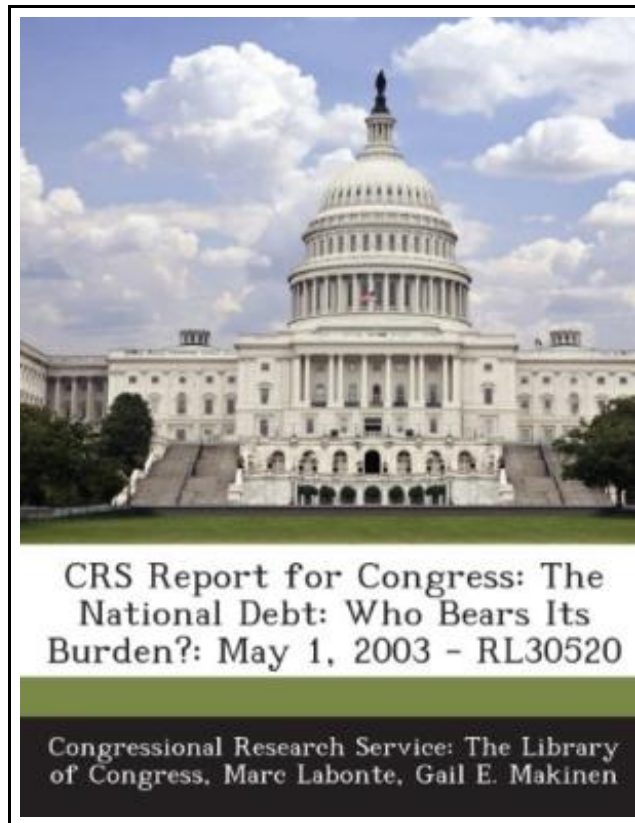 CRS Report for Congress: The
National Debt: Who Bears Its
Burden?: May 1, 2003 - RL30520
Congressional Research Service: The Library
of Congress, Marc Labonte, Gail E. Makinen